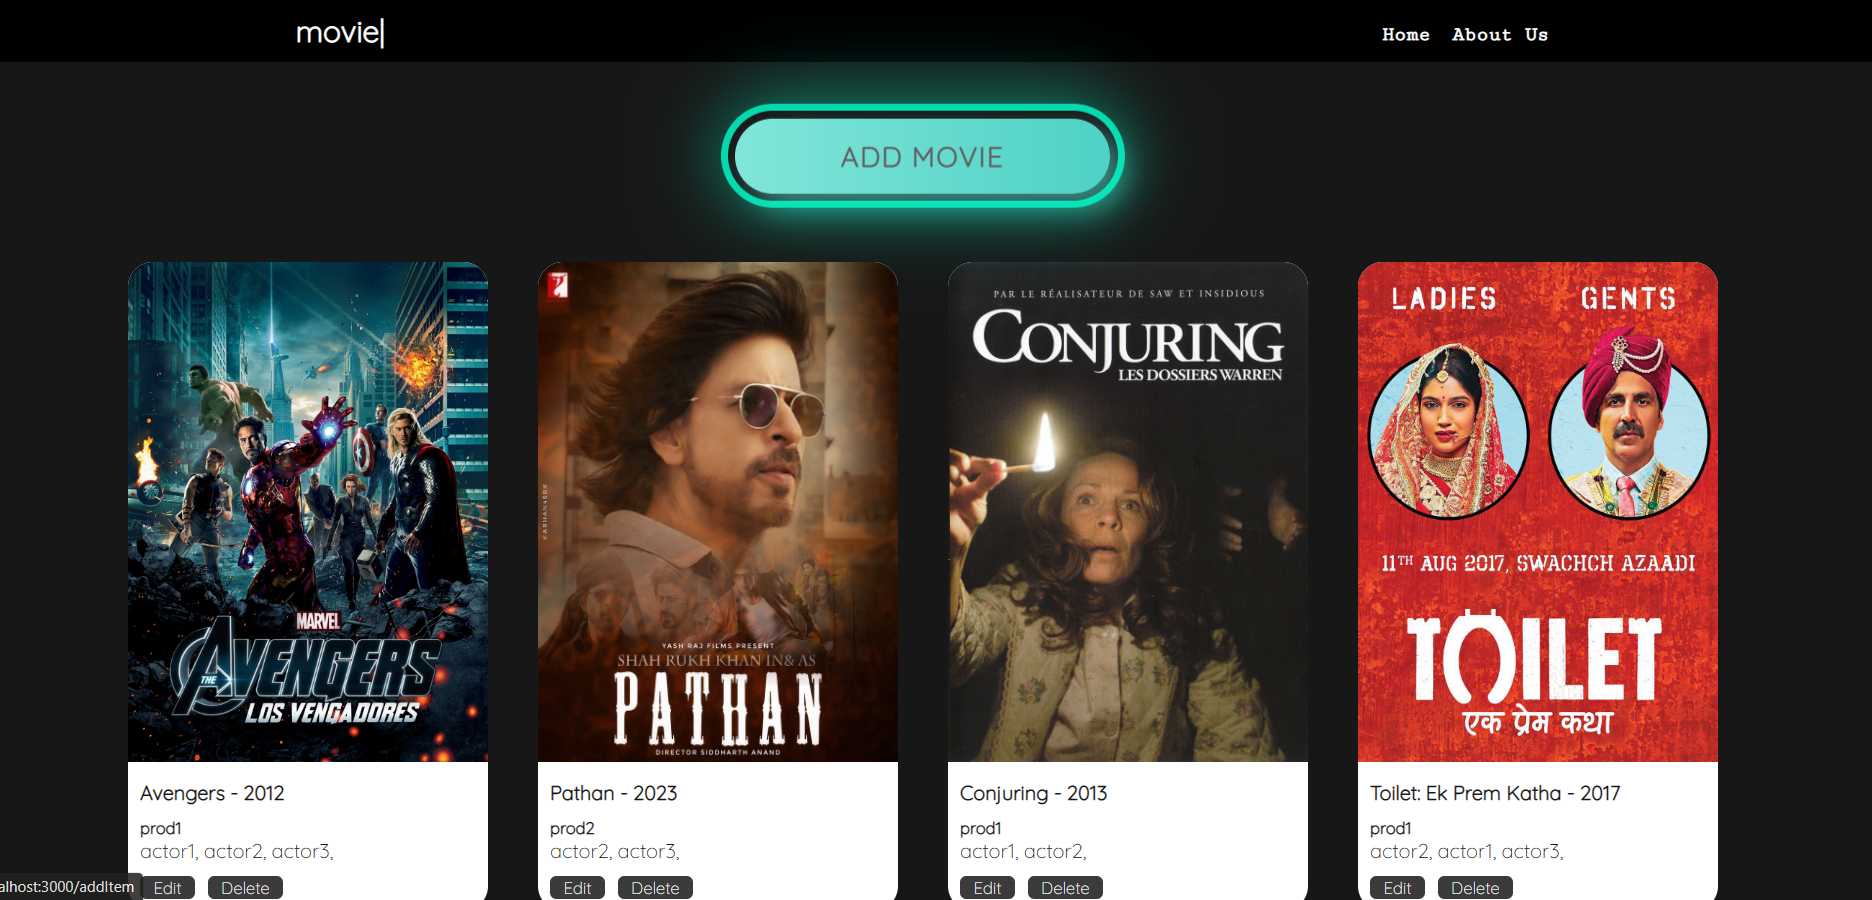 movie|
Home About Us
ADD MOVIE
MARVEL
THE AVENGERS
LOS VENGADORES
KARNANASRK
YASH RAJ FILMS PRESENT
SHAH RUKH KHAN IN & AS
PATHAN
DIRECTOR SIDDHARTH ANAND
PAR LE RÉALISATEUR DE SAW ET INSIDIOUS
CONJURING
LES DOSSIERS WARREN
LADIES GENTS
11TH AUG 2017, SWACHCH AZAADI
TOILET
एक प्रेम कथा
Avengers - 2012
prod1
actor1, actor2, actor3,
Edit Delete
Pathan - 2023
prod2
actor2, actor3,
Edit Delete
Conjuring - 2013
prod1
actor1, actor2,
Edit Delete
Toilet: Ek Prem Katha - 2017
prod1
actor2, actor1, actor3,
Edit Delete
alhost:3000/addItem